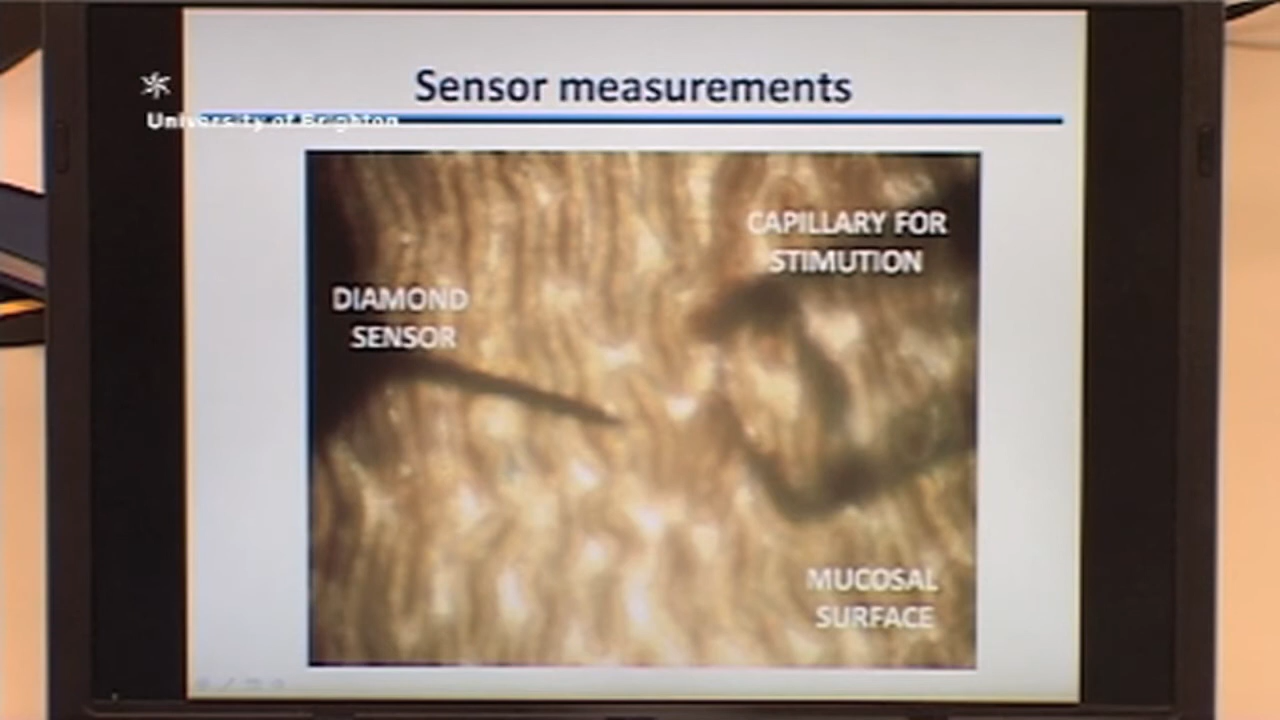 Sensor measurements
University of Brighton
CAPILLARY FOR
STIMUTION
DIAMOND
SENSOR
MUCOSAL
SURFACE